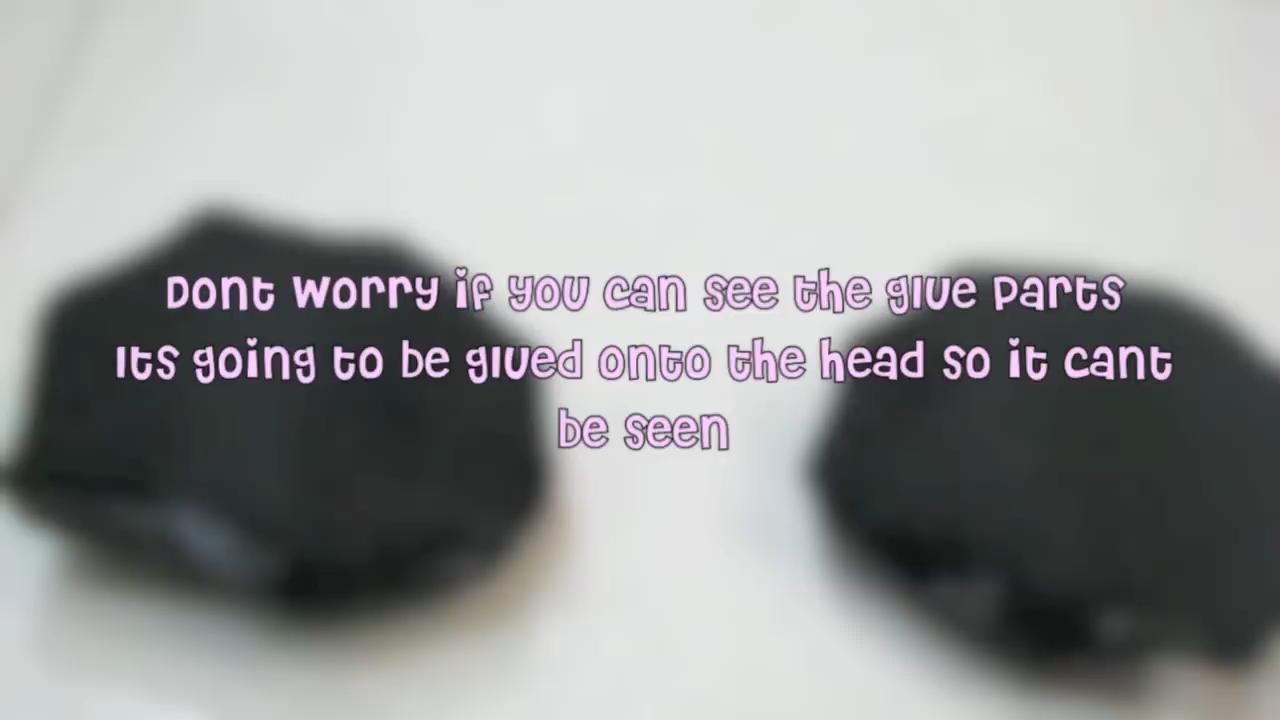 Dont worry if you can see the glue parts
Its going to be glued onto the head so it cant
be seen